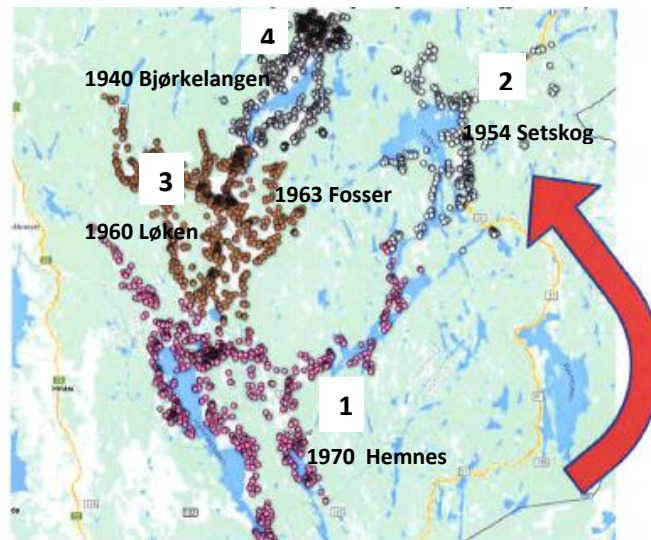 4
1940 Bjørkelangen
2
1954 Setskog
3
1963 Fosser
1960 Løken
1
1970 Hemnes